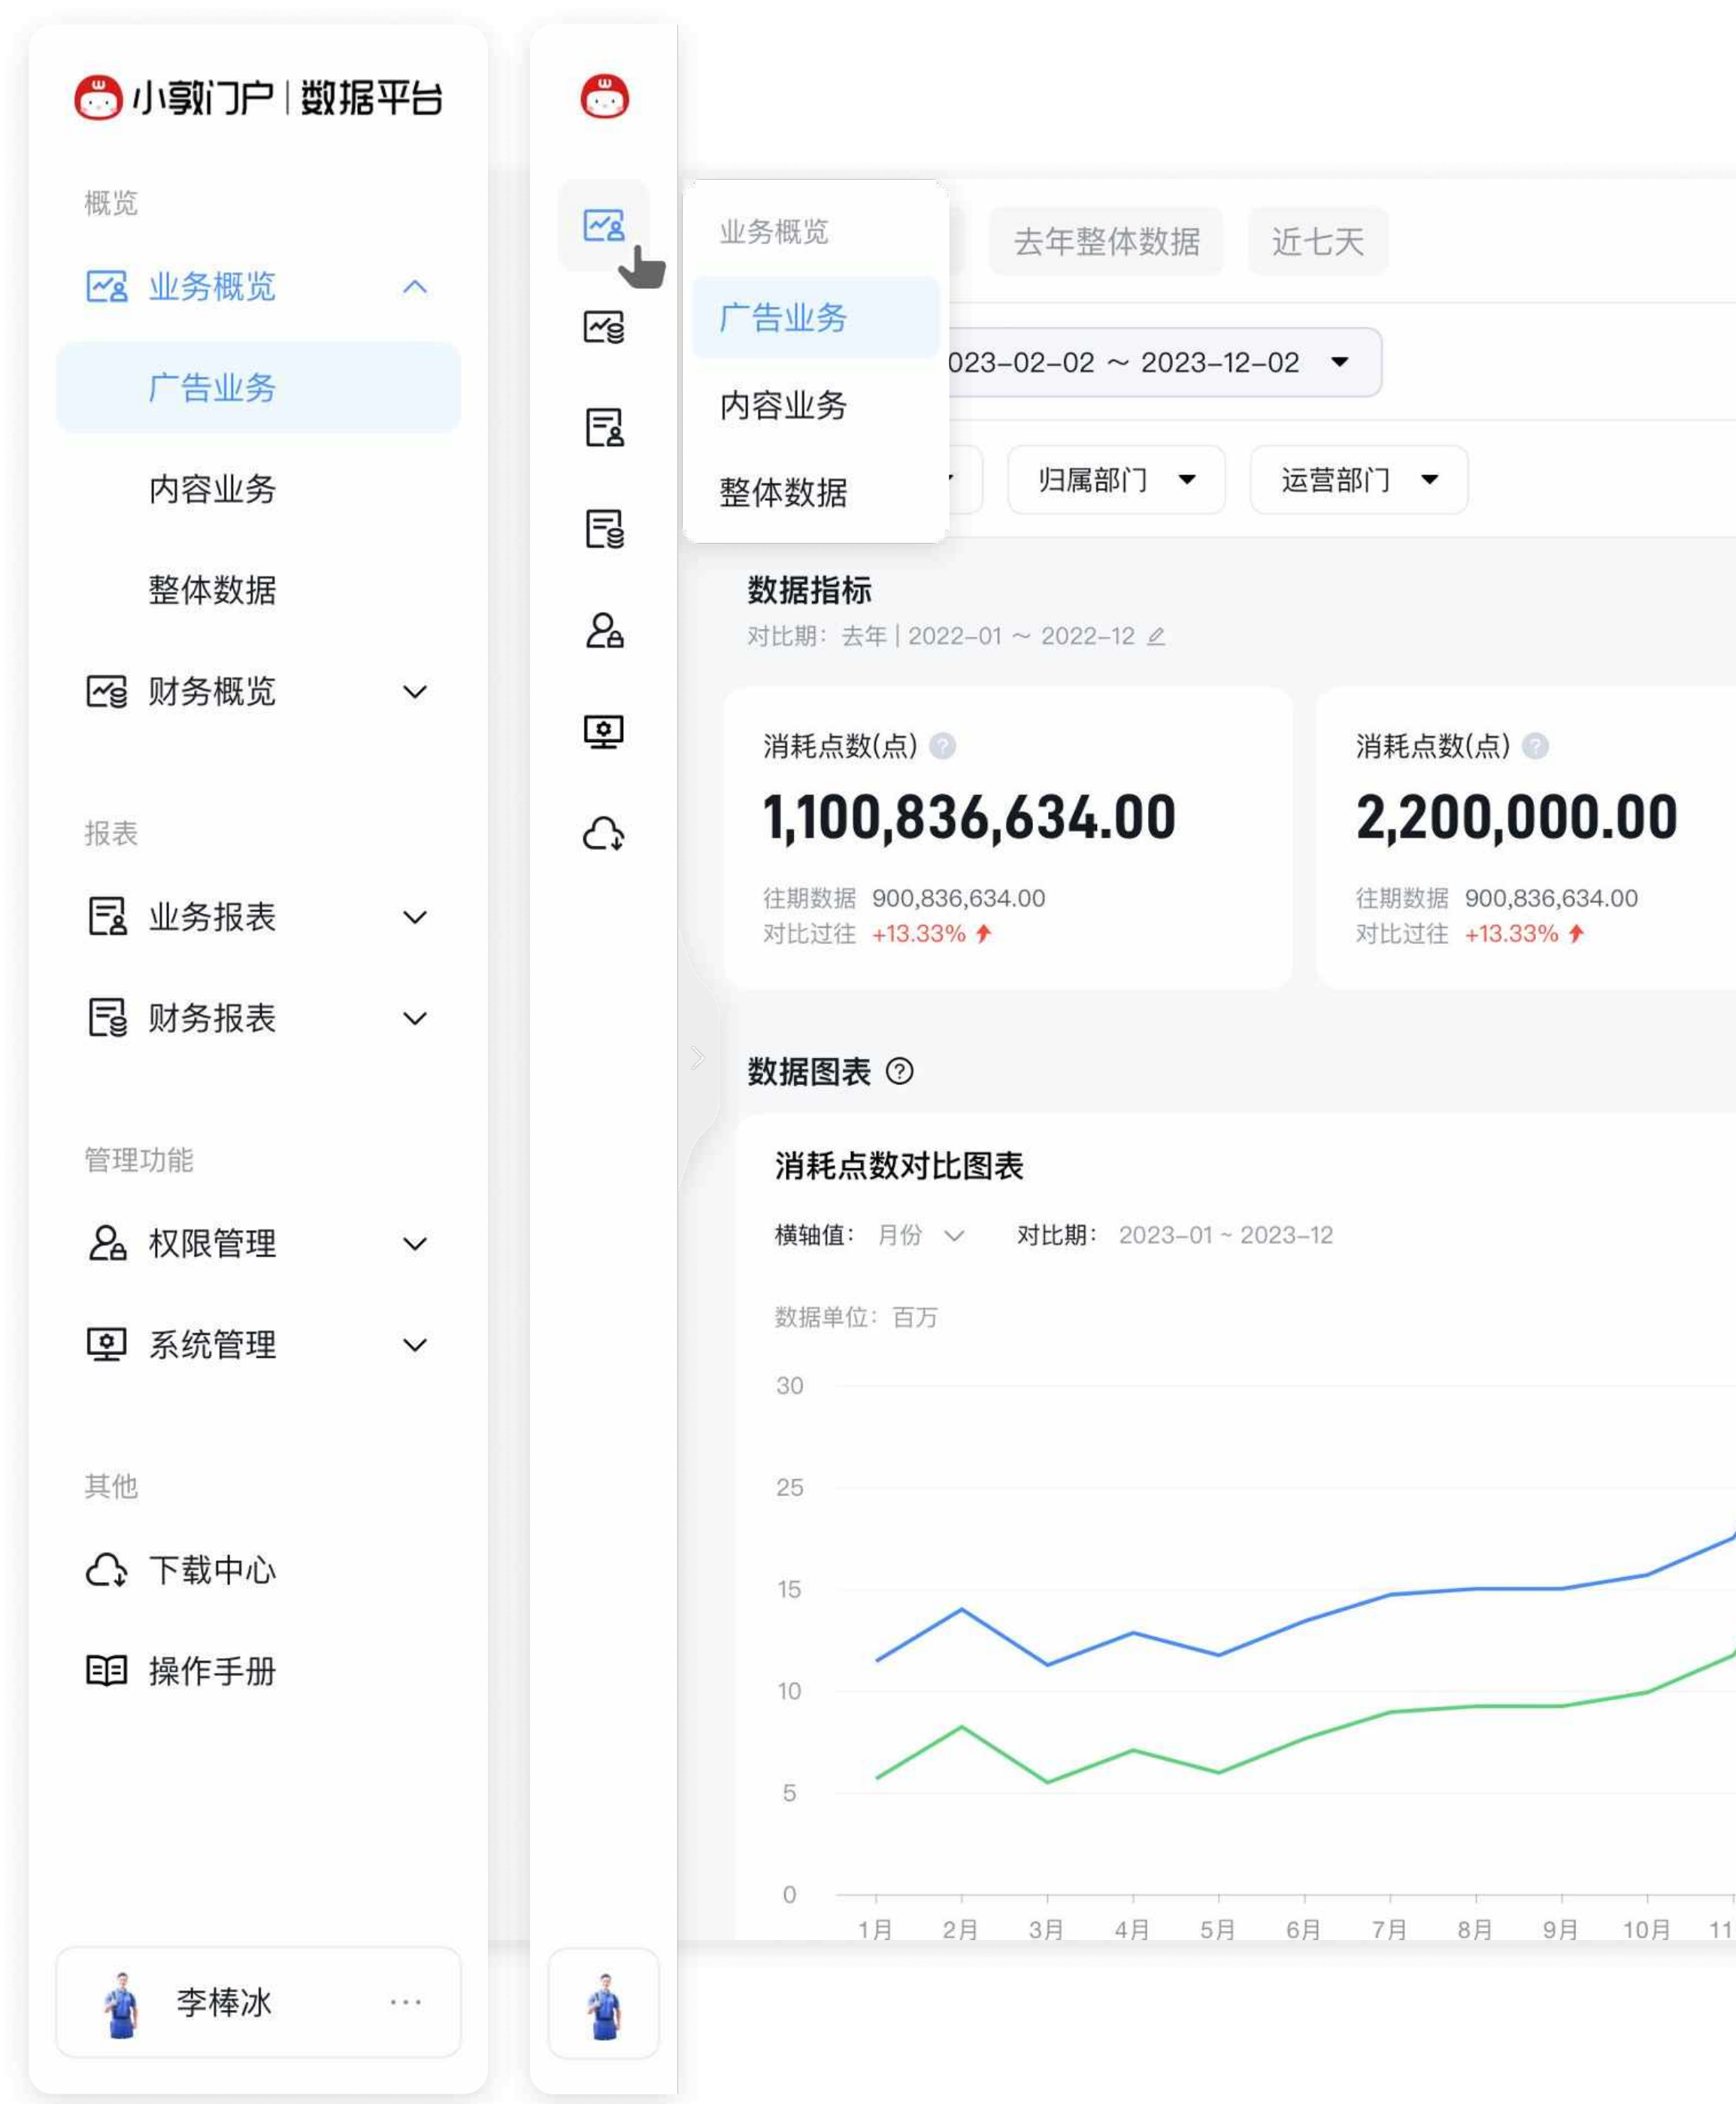 小敦门户 | 数据平台
概览
业务概览
广告业务
内容业务
整体数据
财务概览
报表
业务报表
财务报表
管理功能
权限管理
系统管理
其他
下载中心
操作手册
李棒冰
业务概览
广告业务
内容业务
整体数据
去年整体数据
近七天
023-02-02 ~ 2023-12-02
归属部门
运营部门
数据指标
对比期：去年 | 2022-01 ~ 2022-12
消耗点数(点) ?
1,100,836,634.00
往期数据 900,836,634.00
对比过往 +13.33%
消耗点数(点) ?
2,200,000.00
往期数据 900,836,634.00
对比过往 +13.33%
数据图表 ?
消耗点数对比图表
横轴值： 月份 对比期： 2023-01 ~ 2023-12
数据单位：百万
30
25
15
10
5
0
1月 2月 3月 4月 5月 6月 7月 8月 9月 10月 11